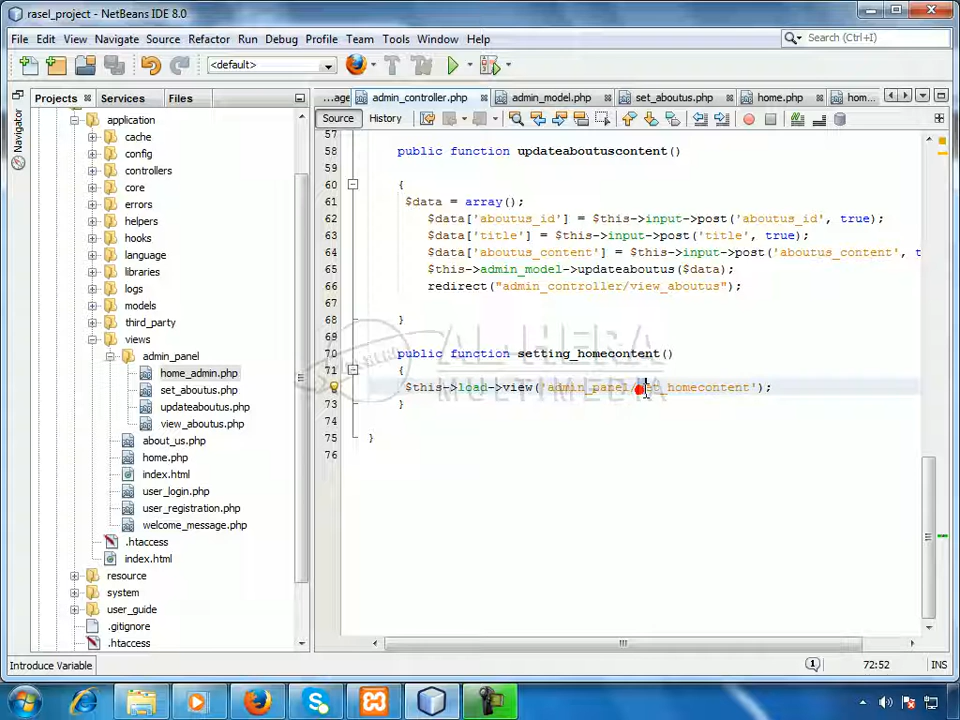 rasel_project - NetBeans IDE 8.0
File Edit View Navigate Source Refactor Run Debug Profile Team Tools Window Help
Search (Ctrl+I)
<default>
Projects Services Files
...age admin_controller.php admin_model.php set_aboutus.php home.php hom...
Navigator
Source History
application
cache
config
controllers
core
errors
helpers
hooks
language
libraries
logs
models
third_party
views
admin_panel
home_admin.php
set_aboutus.php
updateaboutus.php
view_aboutus.php
about_us.php
home.php
index.html
user_login.php
user_registration.php
welcome_message.php
.htaccess
index.html
resource
system
user_guide
.gitignore
.htaccess
57
58 public function updateaboutuscontent()
59
60 {
61 $data = array();
62 $data['aboutus_id'] = $this->input->post('aboutus_id', true);
63 $data['title'] = $this->input->post('title', true);
64 $data['aboutus_content'] = $this->input->post('aboutus_content', t
65 $this->admin_model->updateaboutus($data);
66 redirect("admin_controller/view_aboutus");
67
68 }
69
70 public function setting_homecontent()
71 {
$this->load->view('admin_panel/set_homecontent');
73 }
74
75 }
76
AL HERA
Introduce Variable
1
72:52
INS